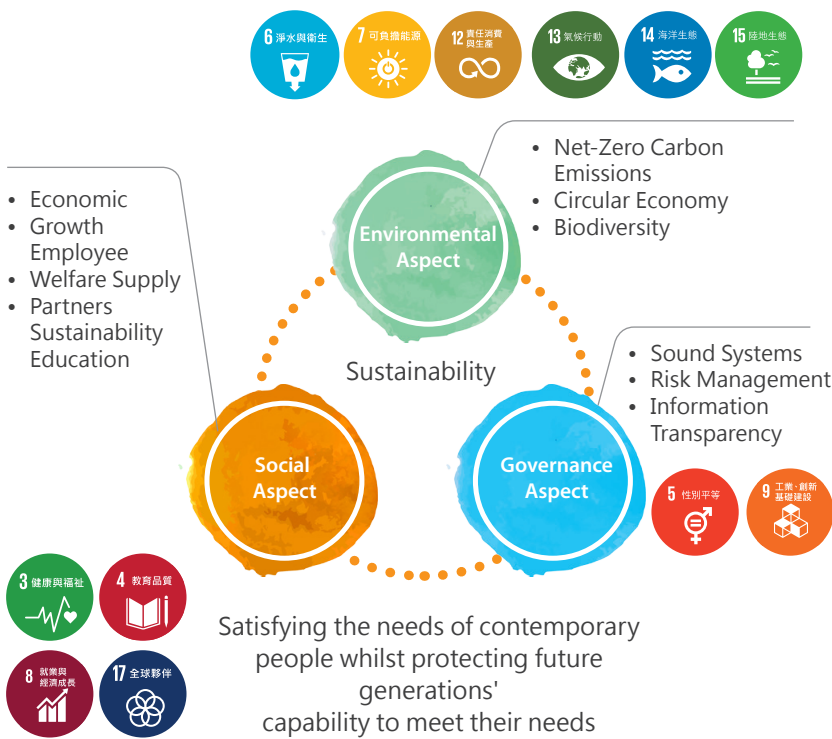 6 淨水與衛生
7 可負擔能源
12 責任消費
與生產
13 氣候行動
14 海洋生態
15 陸地生態
• Net-Zero Carbon
Emissions
• Circular Economy
• Biodiversity
• Economic
• Growth
Employee
• Welfare Supply
• Partners
Sustainability
Education
Environmental
Aspect
Sustainability
• Sound Systems
• Risk Management
• Information
Transparency
Social
Aspect
Governance
Aspect
5 性別平等
9 工業、創新
基礎建設
3 健康與福祉
4 教育品質
8 就業與
經濟成長
17 全球夥伴
Satisfying the needs of contemporary
people whilst protecting future
generations'
capability to meet their needs